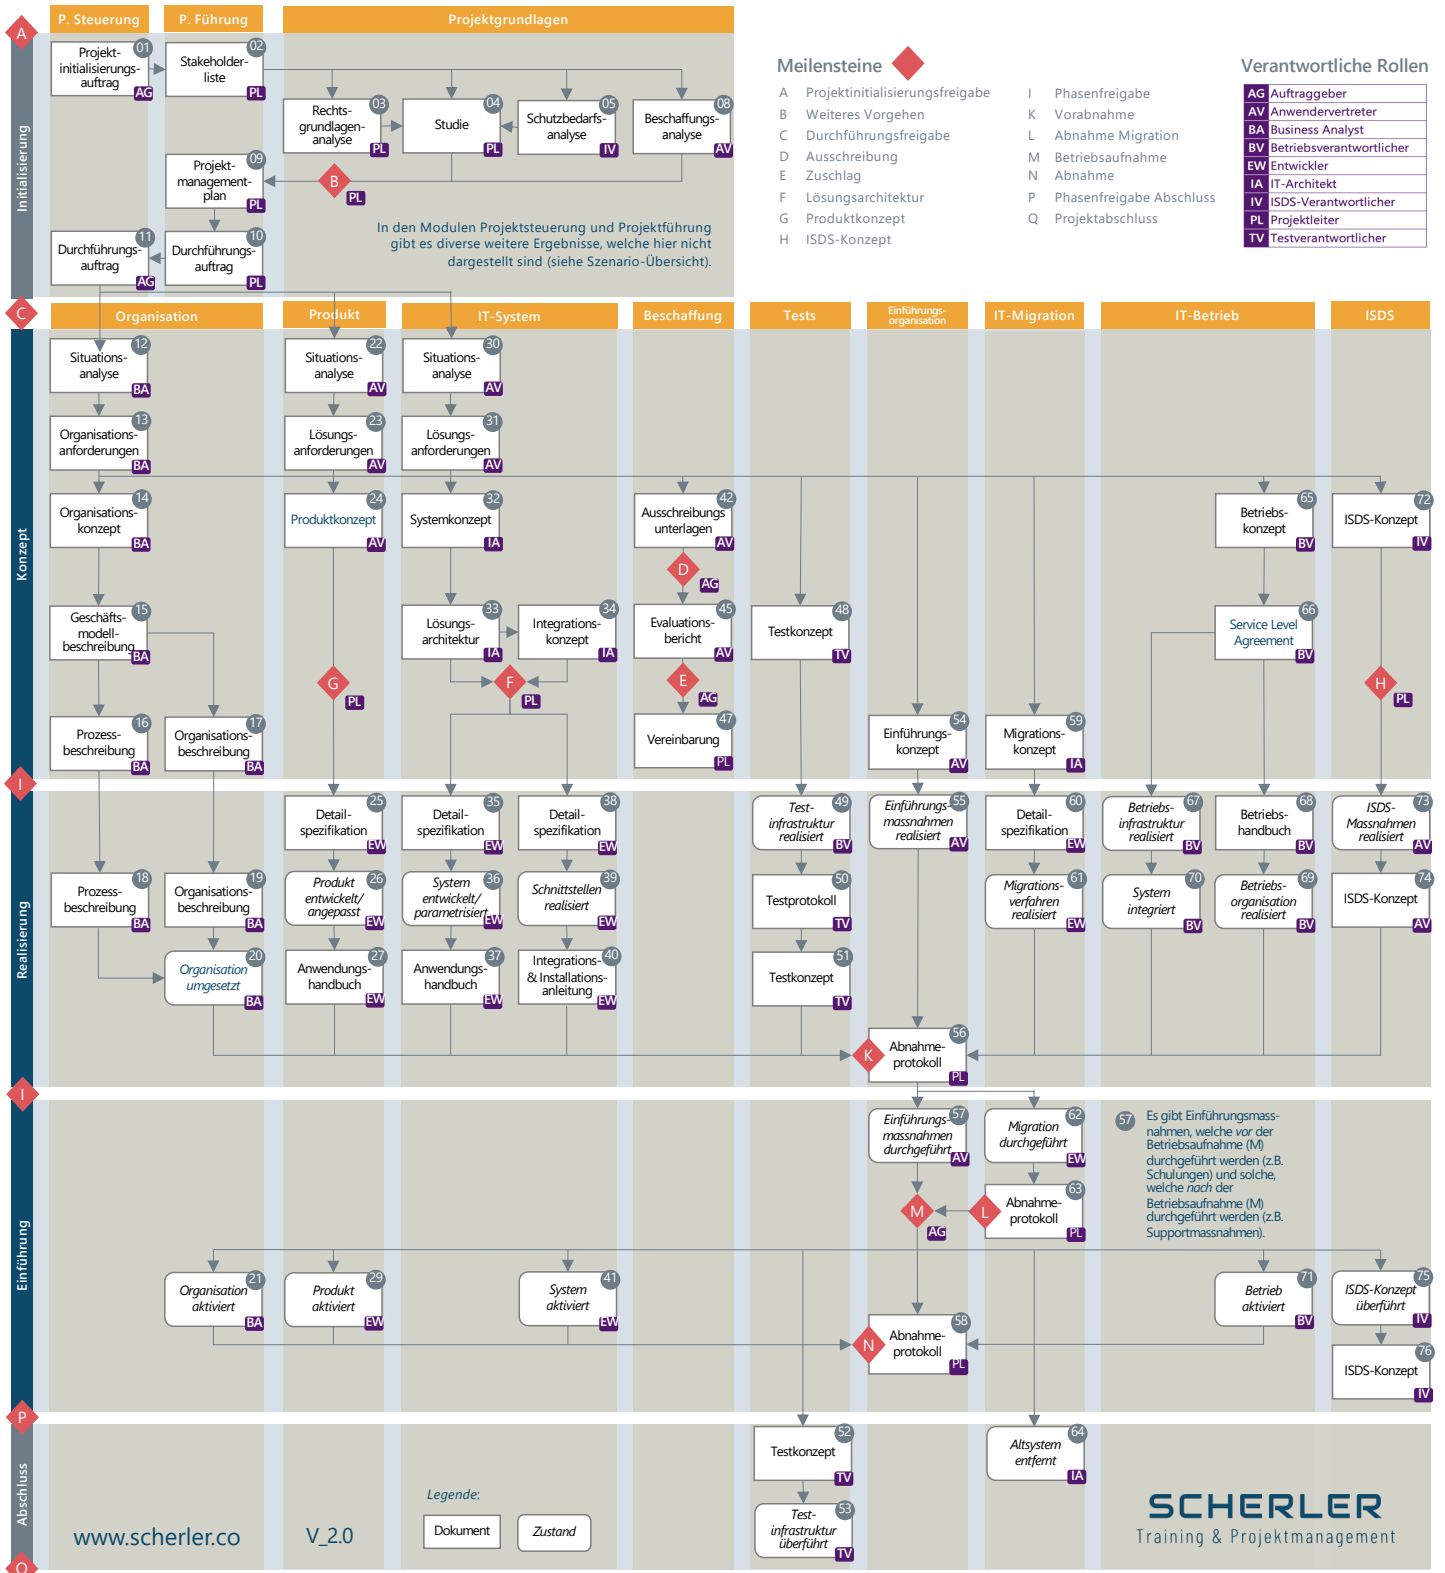 P. Steuerung
P. Führung
Projektgrundlagen
A
Initialisierung
01
Projekt-
initialisierungs-
auftrag
AG
02
Stakeholder-
liste
PL
03
Rechts-
grundlagen-
analyse
PL
04
Studie
PL
05
Schutzbedarfs-
analyse
IV
08
Beschaffungs-
analyse
AV
09
Projekt-
management-
plan
PL
B
PL
10
Durchführungs-
auftrag
PL
11
Durchführungs-
auftrag
AG
In den Modulen Projektsteuerung und Projektführung
gibt es diverse weitere Ergebnisse, welche hier nicht
dargestellt sind (siehe Szenario-Übersicht).
Meilensteine
A Projektinitialisierungsfreigabe
B Weiteres Vorgehen
C Durchführungsfreigabe
D Ausschreibung
E Zuschlag
F Lösungsarchitektur
G Produktkonzept
H ISDS-Konzept
I Phasenfreigabe
K Vorabnahme
L Abnahme Migration
M Betriebsaufnahme
N Abnahme
P Phasenfreigabe Abschluss
Q Projektabschluss
Verantwortliche Rollen
AG Auftraggeber
AV Anwendervertreter
BA Business Analyst
BV Betriebsverantwortlicher
EW Entwickler
IA IT-Architekt
IV ISDS-Verantwortlicher
PL Projektleiter
TV Testverantwortlicher
C
Organisation
Produkt
IT-System
Beschaffung
Tests
Einführungs-
organisation
IT-Migration
IT-Betrieb
ISDS
Konzept
12
Situations-
analyse
BA
22
Situations-
analyse
AV
30
Situations-
analyse
AV
13
Organisations-
anforderungen
BA
23
Lösungs-
anforderungen
AV
31
Lösungs-
anforderungen
AV
14
Organisations-
konzept
BA
24
Produktkonzept
AV
32
Systemkonzept
IA
42
Ausschreibungs
unterlagen
AV
65
Betriebs-
konzept
BV
72
ISDS-Konzept
IV
D
AG
15
Geschäfts-
modell-
beschreibung
BA
33
Lösungs-
architektur
IA
34
Integrations-
konzept
IA
45
Evaluations-
bericht
AV
48
Testkonzept
TV
66
Service Level
Agreement
BV
G
PL
F
PL
E
AG
H
PL
16
Prozess-
beschreibung
BA
17
Organisations-
beschreibung
BA
47
Vereinbarung
PL
54
Einführungs-
konzept
AV
59
Migrations-
konzept
IA
I
Realisierung
25
Detail-
spezifikation
EW
35
Detail-
spezifikation
EW
38
Detail-
spezifikation
EW
49
Test-
infrastruktur
realisiert
BV
55
Einführungs-
massnahmen
realisiert
AV
60
Detail-
spezifikation
EW
67
Betriebs-
infrastruktur
realisiert
BV
68
Betriebs-
handbuch
BV
73
ISDS-
Massnahmen
realisiert
AV
18
Prozess-
beschreibung
BA
19
Organisations-
beschreibung
BA
26
Produkt
entwickelt/
angepasst
EW
36
System
entwickelt/
parametrisiert
EW
39
Schnittstellen
realisiert
EW
50
Testprotokoll
TV
61
Migrations-
verfahren
realisiert
EW
70
System
integriert
BV
69
Betriebs-
organisation
realisiert
BV
74
ISDS-Konzept
AV
20
Organisation
umgesetzt
BA
27
Anwendungs-
handbuch
EW
37
Anwendungs-
handbuch
EW
40
Integrations-
& Installations-
anleitung
EW
51
Testkonzept
TV
56
K
Abnahme-
protokoll
PL
I
Einführung
57
Einführungs-
massnahmen
durchgeführt
AV
62
Migration
durchgeführt
EW
57
Es gibt Einführungsmass-
nahmen, welche vor der
Betriebsaufnahme (M)
durchgeführt werden (z.B.
Schulungen) und solche,
welche nach der
Betriebsaufnahme (M)
durchgeführt werden (z.B.
Supportmassnahmen).
M
AG
L
63
Abnahme-
protokoll
PL
21
Organisation
aktiviert
BA
29
Produkt
aktiviert
EW
41
System
aktiviert
EW
71
Betrieb
aktiviert
BV
75
ISDS-Konzept
überführt
IV
58
N
Abnahme-
protokoll
PL
76
ISDS-Konzept
IV
P
Abschluss
52
Testkonzept
TV
64
Altsystem
entfernt
IA
53
Test-
infrastruktur
überführt
TV
Legende:
Dokument
Zustand
www.scherler.co
V_2.0
SCHERLER
Training & Projektmanagement
Q